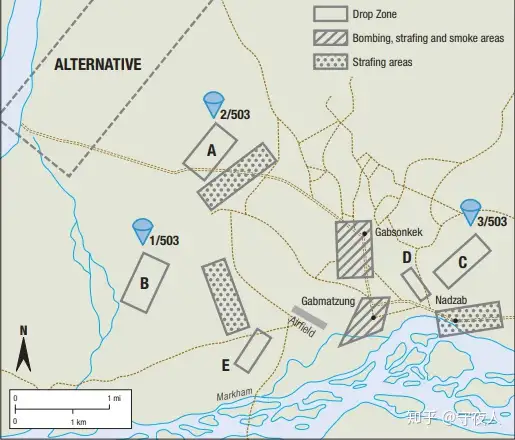 Drop Zone
Bombing, strafing and smoke areas
Strafing areas
ALTERNATIVE
2/503
A
3/503
1/503
Gabsonkek
B
D
C
Gabmatzung
Nadzab
Airfield
E
N
Markham
0 1 mi
0 1 km
知乎 @守夜人